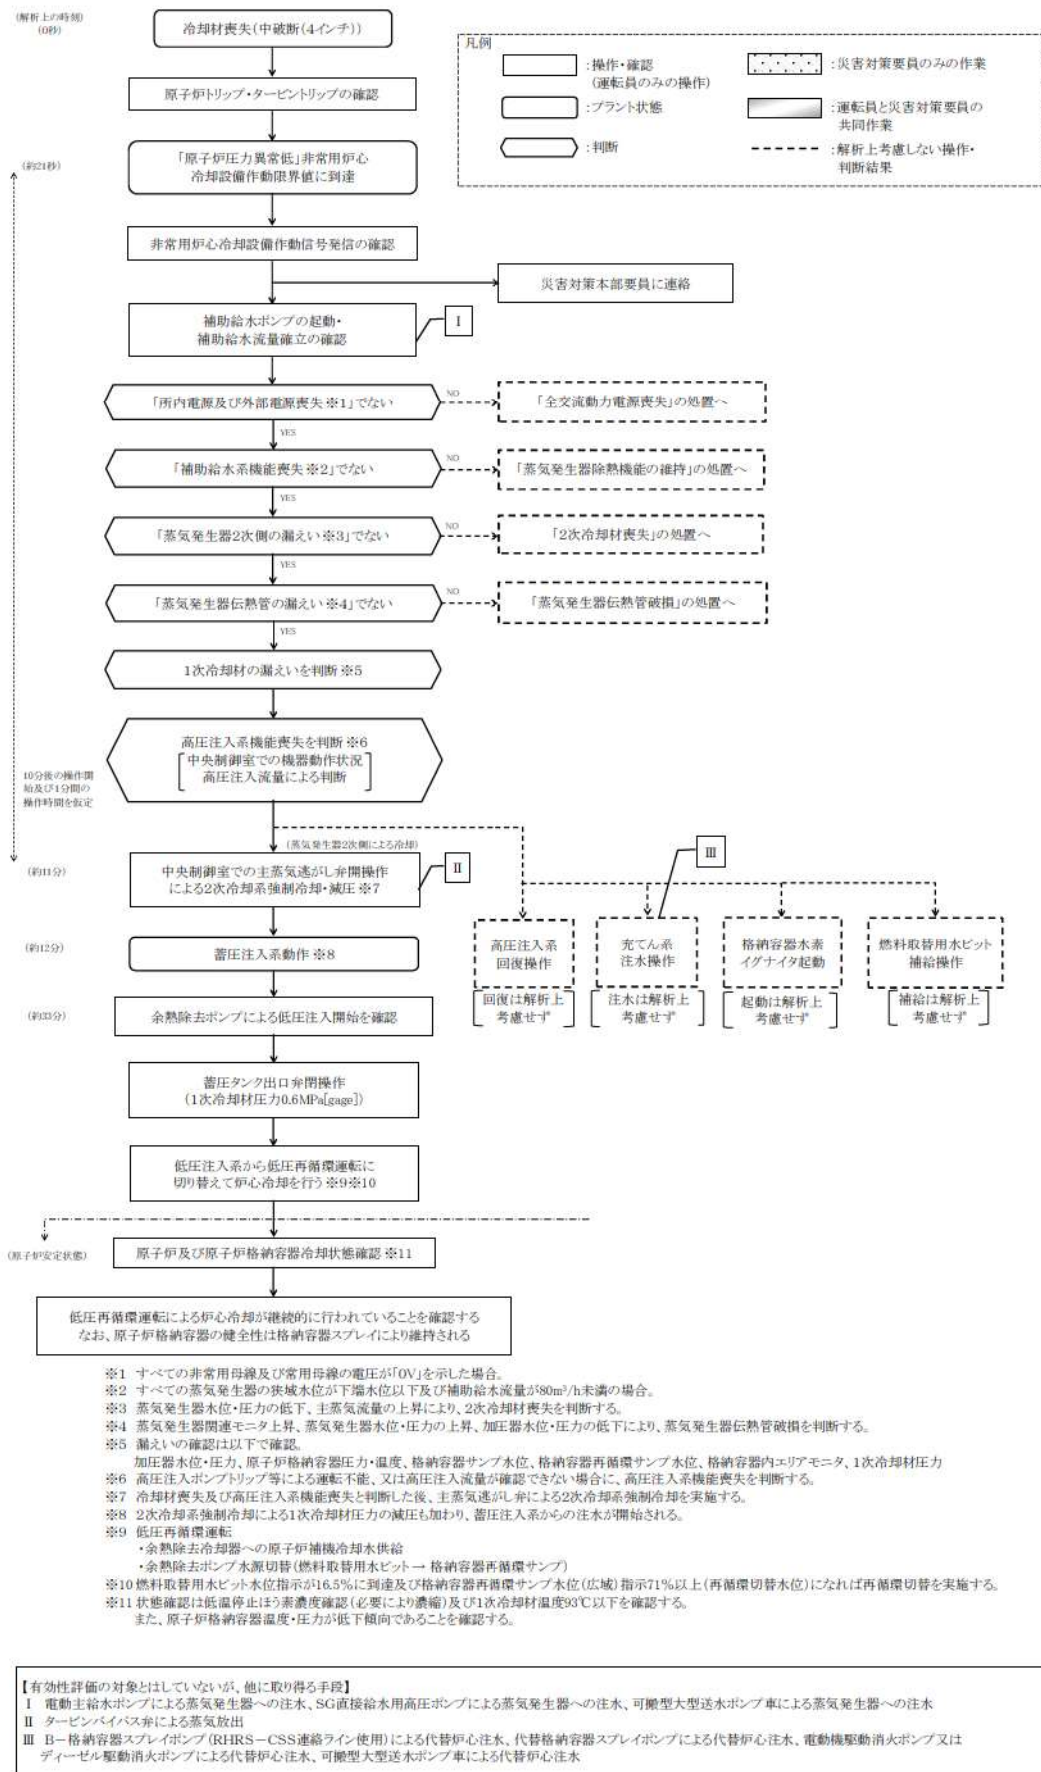 (解析上の時刻)
(0秒)
冷却材喪失(中破断(4インチ))
凡例
:操作・確認
(運転員のみの操作)
:災害対策要員のみの作業
:プラント状態
:運転員と災害対策要員の
共同作業
:判断
:解析上考慮しない操作・
判断結果
原子炉トリップ・タービントリップの確認
(約21秒)
「原子炉圧力異常低」非常用炉心
冷却設備作動限界値に到達
非常用炉心冷却設備作動信号発信の確認
災害対策本部要員に連絡
補助給水ポンプの起動・
補助給水流量確立の確認
I
「所内電源及び外部電源喪失※1」でない
NO
「全交流動力電源喪失」の処置へ
YES
「補助給水系機能喪失※2」でない
NO
「蒸気発生器除熱機能の維持」の処置へ
YES
「蒸気発生器2次側の漏えい※3」でない
NO
「2次冷却材喪失」の処置へ
YES
「蒸気発生器伝熱管の漏えい※4」でない
NO
「蒸気発生器伝熱管破損」の処置へ
YES
1次冷却材の漏えいを判断※5
高圧注入系機能喪失を判断※6
中央制御室での機器動作状況
高圧注入流量による判断
10分後の操作開
始及び1分間の
操作時間を仮定
(蒸気発生器2次側による冷却)
(約11分)
中央制御室での主蒸気逃がし弁開操作
による2次冷却系強制冷却・減圧※7
II
III
(約12分)
蓄圧注入系動作※8
高圧注入系
回復操作
充てん系
注水操作
格納容器水素
イグナイタ起動
燃料取替用水ピット
補給操作
回復は解析上
考慮せず
注水は解析上
考慮せず
起動は解析上
考慮せず
補給は解析上
考慮せず
(約33分)
余熱除去ポンプによる低圧注入開始を確認
蓄圧タンク出口弁閉操作
(1次冷却材圧力0.6MPa[gage])
低圧注入系から低圧再循環運転に
切り替えて炉心冷却を行う※9※10
(原子炉安定状態)
原子炉及び原子炉格納容器冷却状態確認※11
低圧再循環運転による炉心冷却が継続的に行われていることを確認する
なお、原子炉格納容器の健全性は格納容器スプレイにより維持される
※1 すべての非常用母線及び常用母線の電圧が「0V」を示した場合。
※2 すべての蒸気発生器の狭域水位が下端水位以下及び補助給水流量が80m³/h未満の場合。
※3 蒸気発生器水位・圧力の低下、主蒸気流量の上昇により、2次冷却材喪失を判断する。
※4 蒸気発生器関連モニタ上昇、蒸気発生器水位・圧力の上昇、加圧器水位・圧力の低下により、蒸気発生器伝熱管破損を判断する。
※5 漏えいの確認は以下で確認。
加圧器水位・圧力、原子炉格納容器圧力・温度、格納容器サンプ水位、格納容器再循環サンプ水位、格納容器内エリアモニタ、1次冷却材圧力
※6 高圧注入ポンプトリップ等による運転不能、又は高圧注入流量が確認できない場合に、高圧注入系機能喪失を判断する。
※7 冷却材喪失及び高圧注入系機能喪失と判断した後、主蒸気逃がし弁による2次冷却系強制冷却を実施する。
※8 2次冷却系強制冷却による1次冷却材圧力の減圧も加わり、蓄圧注入系からの注水が開始される。
※9 低圧再循環運転
・余熱除去冷却器への原子炉補機冷却水供給
・余熱除去ポンプ水源切替(燃料取替用水ピット→格納容器再循環サンプ)
※10 燃料取替用水ピット水位指示が16.5%に到達及び格納容器再循環サンプ水位(広域)指示71%以上(再循環切替水位)になれば再循環切替を実施する。
※11 状態確認は低温停止ほう素濃度確認(必要により濃縮)及び1次冷却材温度93℃以下を確認する。
また、原子炉格納容器温度・圧力が低下傾向であることを確認する。
【有効性評価の対象とはしていないが、他に取り得る手段】
I 電動主給水ポンプによる蒸気発生器への注水、SG直接給水用高圧ポンプによる蒸気発生器への注水、可搬型大型送水ポンプ車による蒸気発生器への注水
II タービンバイパス弁による蒸気放出
III B-格納容器スプレイポンプ(RHRS-CSS連絡ライン使用)による代替炉心注水、代替格納容器スプレイポンプによる代替炉心注水、電動機駆動消火ポンプ又は
ディーゼル駆動消火ポンプによる代替炉心注水、可搬型大型送水ポンプ車による代替炉心注水